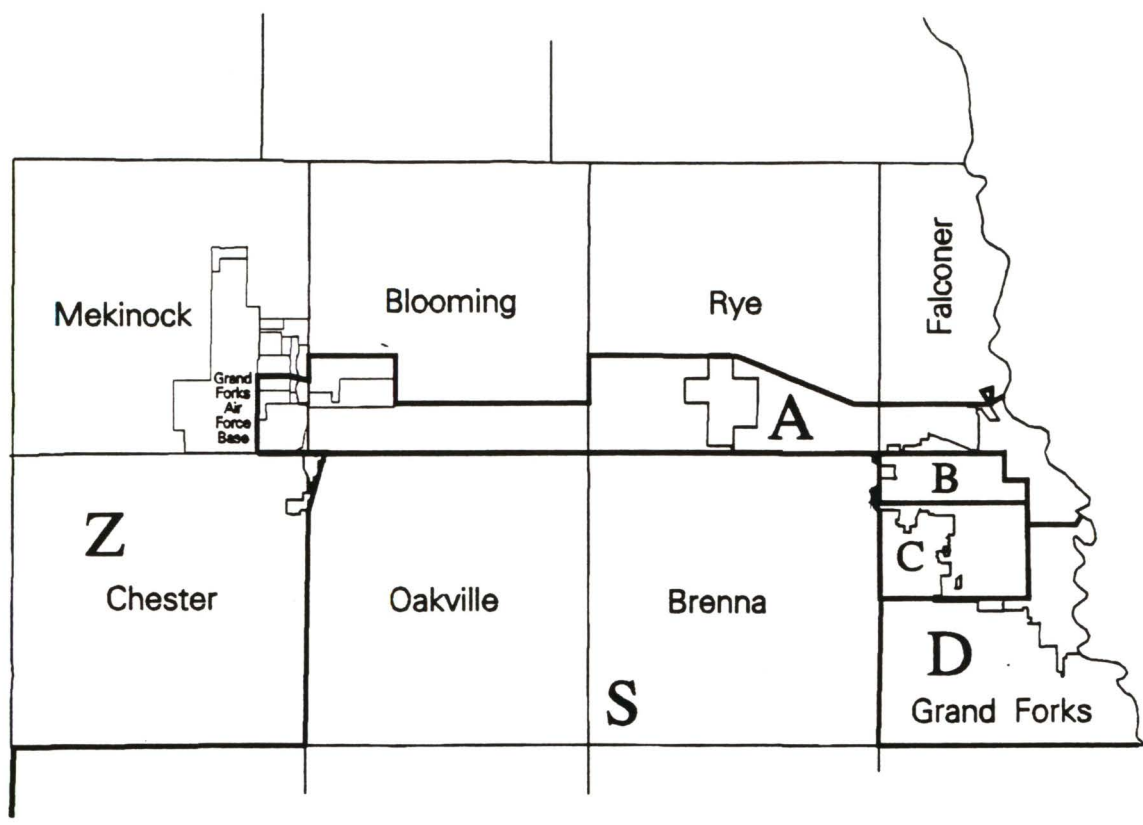 Falconer
Mekinock
Blooming
Rye
Grand
Forks
Air
Force
Base
A
B
Z
C
Chester
Oakville
Brenna
D
S
Grand Forks